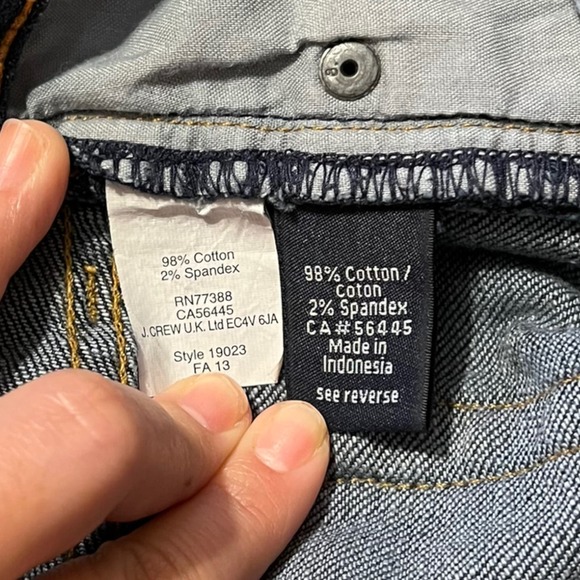 98% Cotton
2% Spandex
RN77388
CA56445
J.CREW U.K. Ltd EC4V 6JA
Style 19023
FA 13
98% Cotton/
Coton
2% Spandex
CA#56445
Made in
Indonesia
see reverse